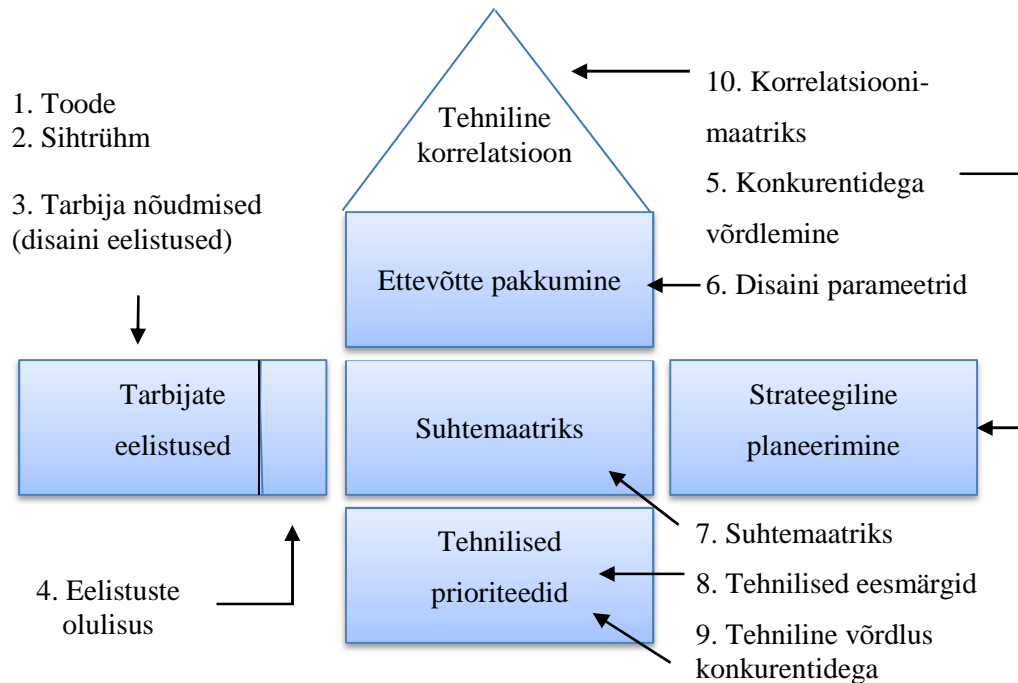 1. Toode
2. Sihtrühm
3. Tarbija nõudmised
(disaini eelistused)
Tehniline
korrelatsioon
10. Korrelatsiooni-
maatriks
5. Konkurentidega
võrdlemine
6. Disaini parameetrid
Ettevõtte pakkumine
Tarbijate
eelistused
Suhtemaatriks
Strateegiline
planeerimine
4. Eelistuste
olulisus
Tehnilised
prioriteedid
7. Suhtemaatriks
8. Tehnilised eesmärgid
9. Tehniline võrdlus
konkurentidega